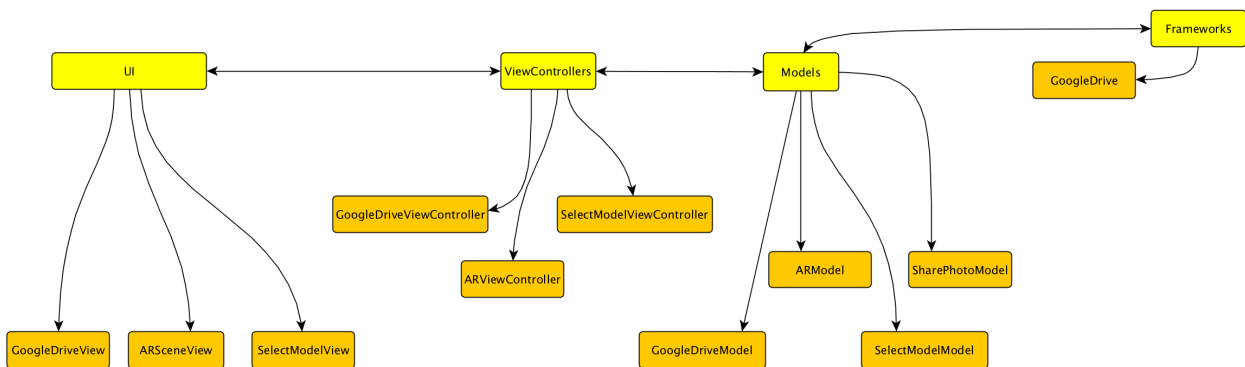 Frameworks
UI
ViewControllers
Models
GoogleDrive
GoogleDriveViewController
SelectModelViewController
ARViewController
ARModel
SharePhotoModel
GoogleDriveView
ARSceneView
SelectModelView
GoogleDriveModel
SelectModelModel